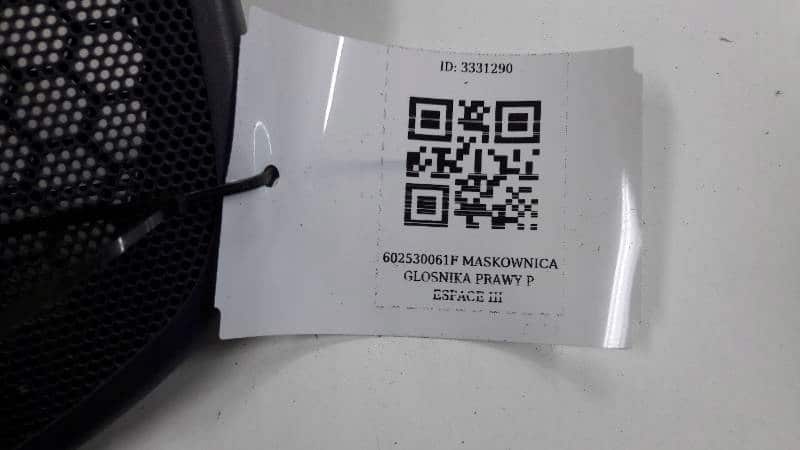 ID: 3331290
602530061F MASKOWNICA
GLOSNIKA PRAWY P
ESPACE III